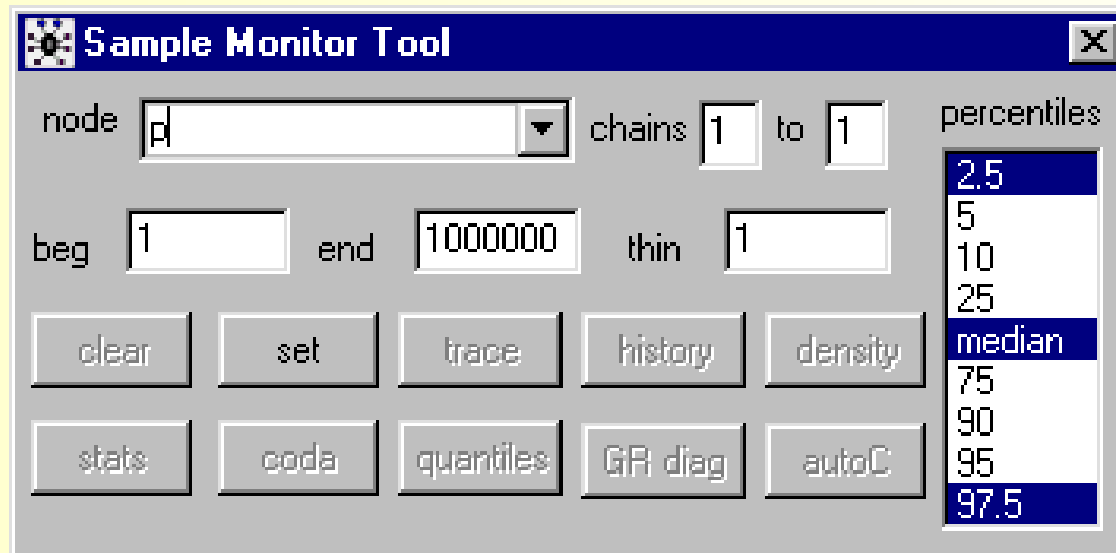 Sample Monitor Tool
node p chains 1 to 1 percentiles
beg 1 end 1000000 thin 1
clear set trace history density
stats coda quantiles GR diag autoC
2.5
5
10
25
median
75
90
95
97.5